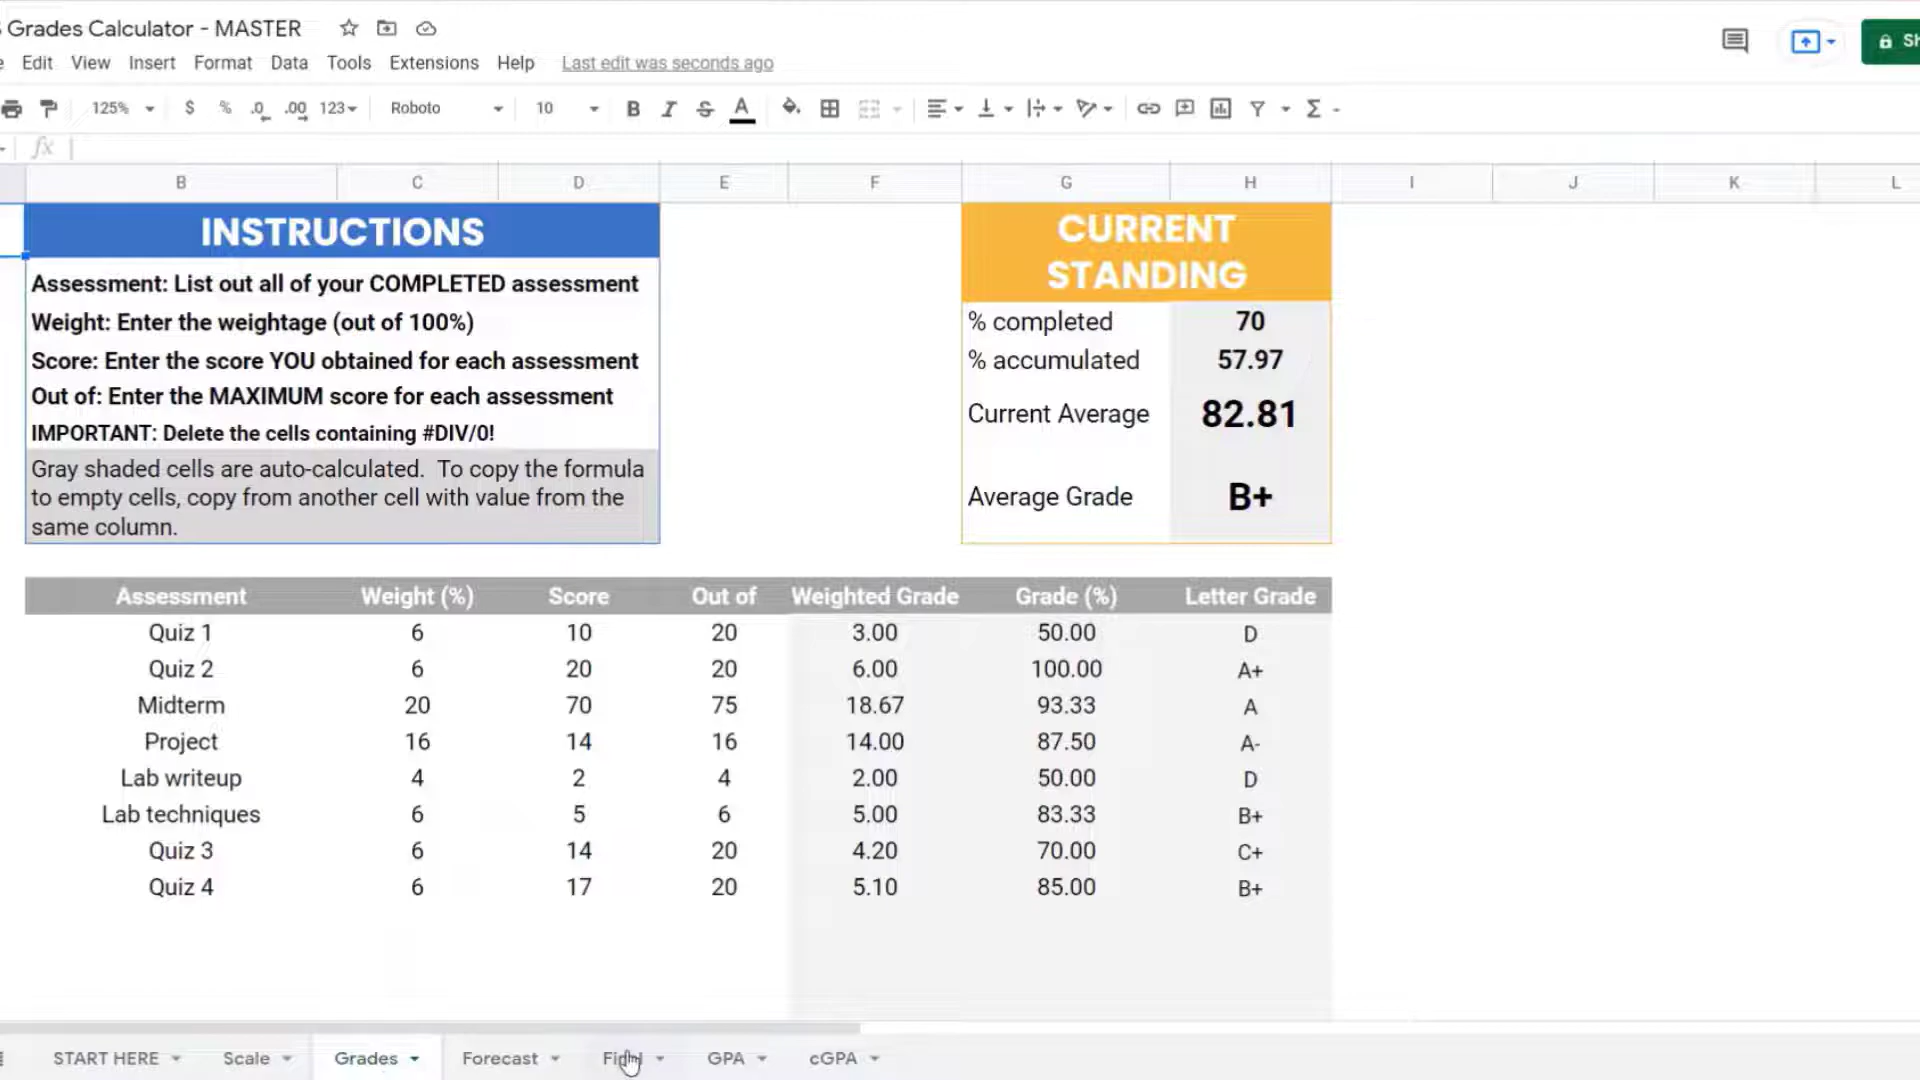 Grades Calculator - MASTER
Edit View Insert Format Data Tools Extensions Help Last edit was seconds ago
125% $ % .0 .00 123 Roboto 10 B I S A Σ
fx
B C D E F G H I J K L
INSTRUCTIONS
Assessment: List out all of your COMPLETED assessment
Weight: Enter the weightage (out of 100%)
Score: Enter the score YOU obtained for each assessment
Out of: Enter the MAXIMUM score for each assessment
IMPORTANT: Delete the cells containing #DIV/0!
Gray shaded cells are auto-calculated. To copy the formula
to empty cells, copy from another cell with value from the
same column.
CURRENT
STANDING
% completed 70
% accumulated 57.97
Current Average 82.81
Average Grade B+
Assessment Weight (%) Score Out of Weighted Grade Grade (%) Letter Grade
Quiz 1 6 10 20 3.00 50.00 D
Quiz 2 6 20 20 6.00 100.00 A+
Midterm 20 70 75 18.67 93.33 A
Project 16 14 16 14.00 87.50 A-
Lab writeup 4 2 4 2.00 50.00 D
Lab techniques 6 5 6 5.00 83.33 B+
Quiz 3 6 14 20 4.20 70.00 C+
Quiz 4 6 17 20 5.10 85.00 B+
START HERE Scale Grades Forecast GPA cGPA